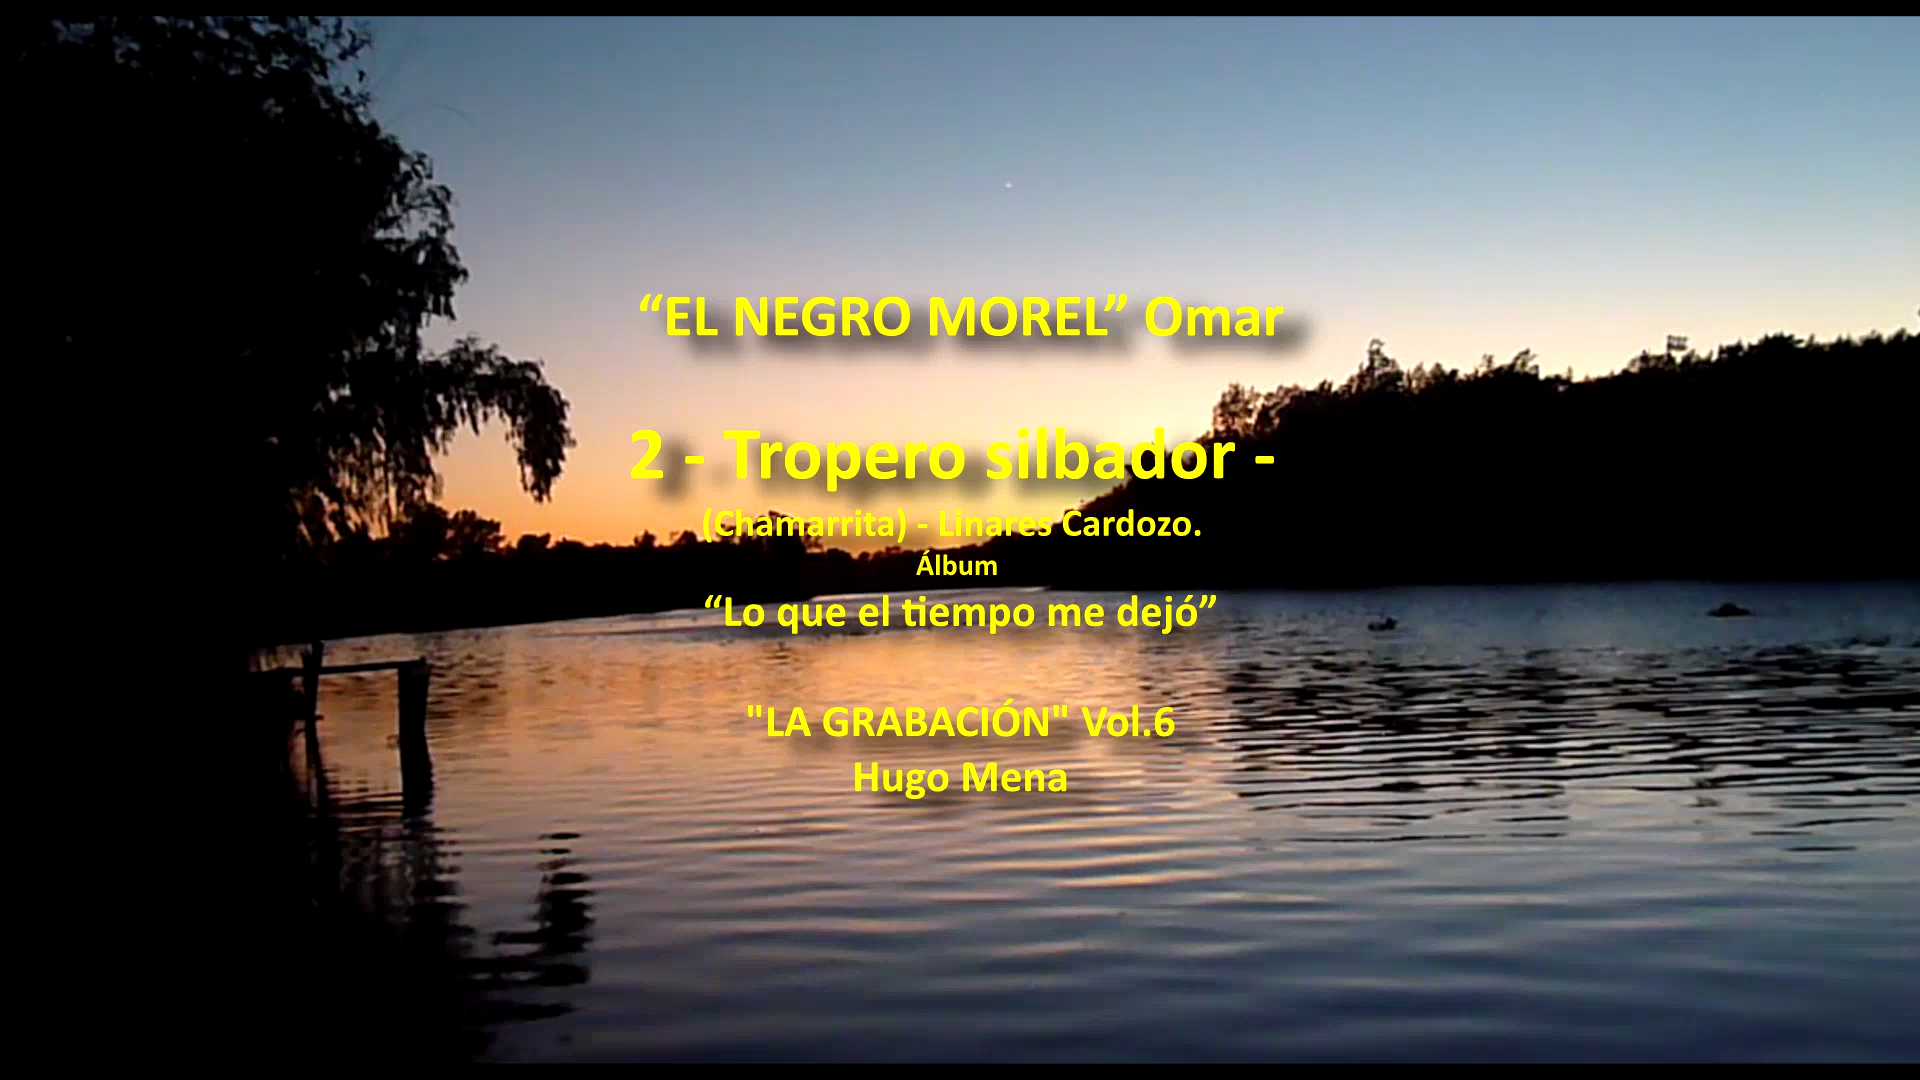 “EL NEGRO MOREL” Omar
2 - Tropero silbador -
(Chamarrita) - Linares Cardozo.
Álbum
“Lo que el tiempo me dejó”
"LA GRABACIÓN" Vol.6
Hugo Mena